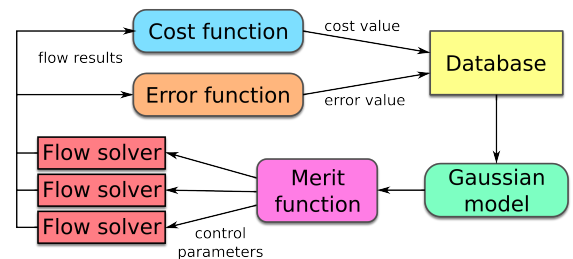 Cost function
cost value
flow results
Database
Error function
error value
Flow solver
Flow solver
Flow solver
Merit
function
Gaussian
model
control
parameters